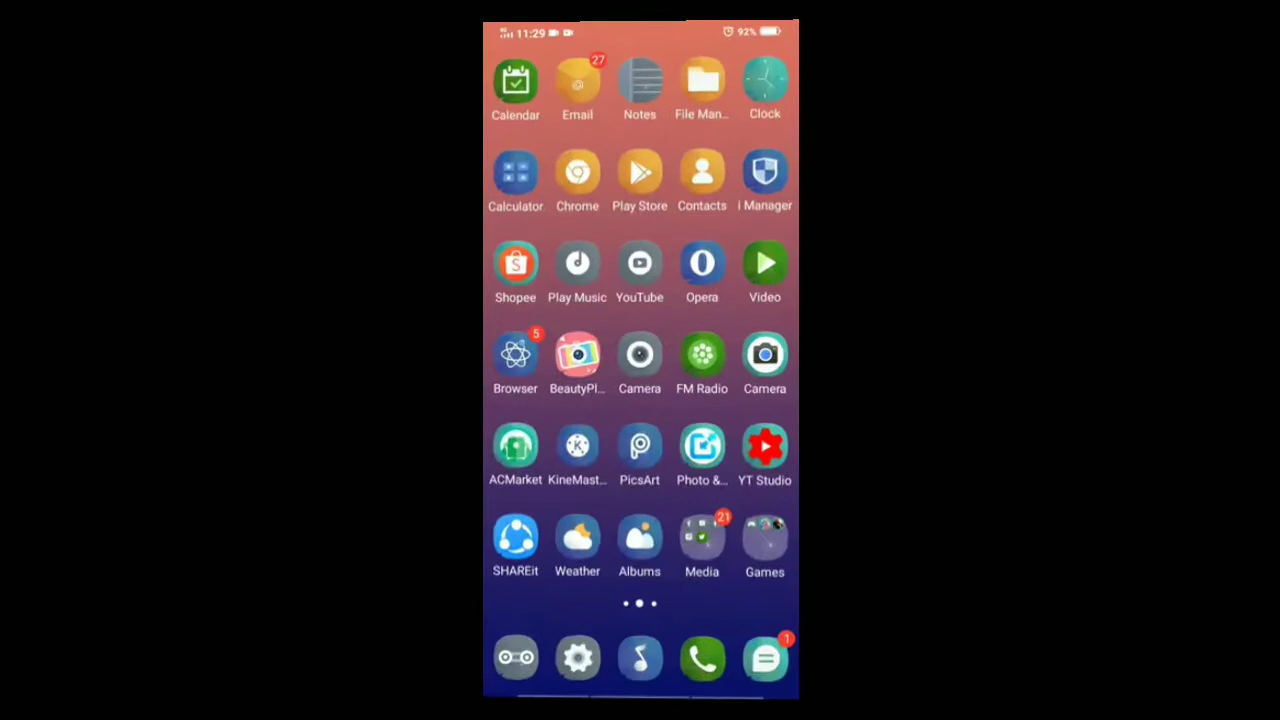 11:29 92%
27
Calendar Email Notes File Man... Clock
Calculator Chrome Play Store Contacts i Manager
Shopee Play Music YouTube Opera Video
5
Browser BeautyPl... Camera FM Radio Camera
ACMarket KineMast... PicsArt Photo &... YT Studio
21
SHAREit Weather Albums Media Games
1